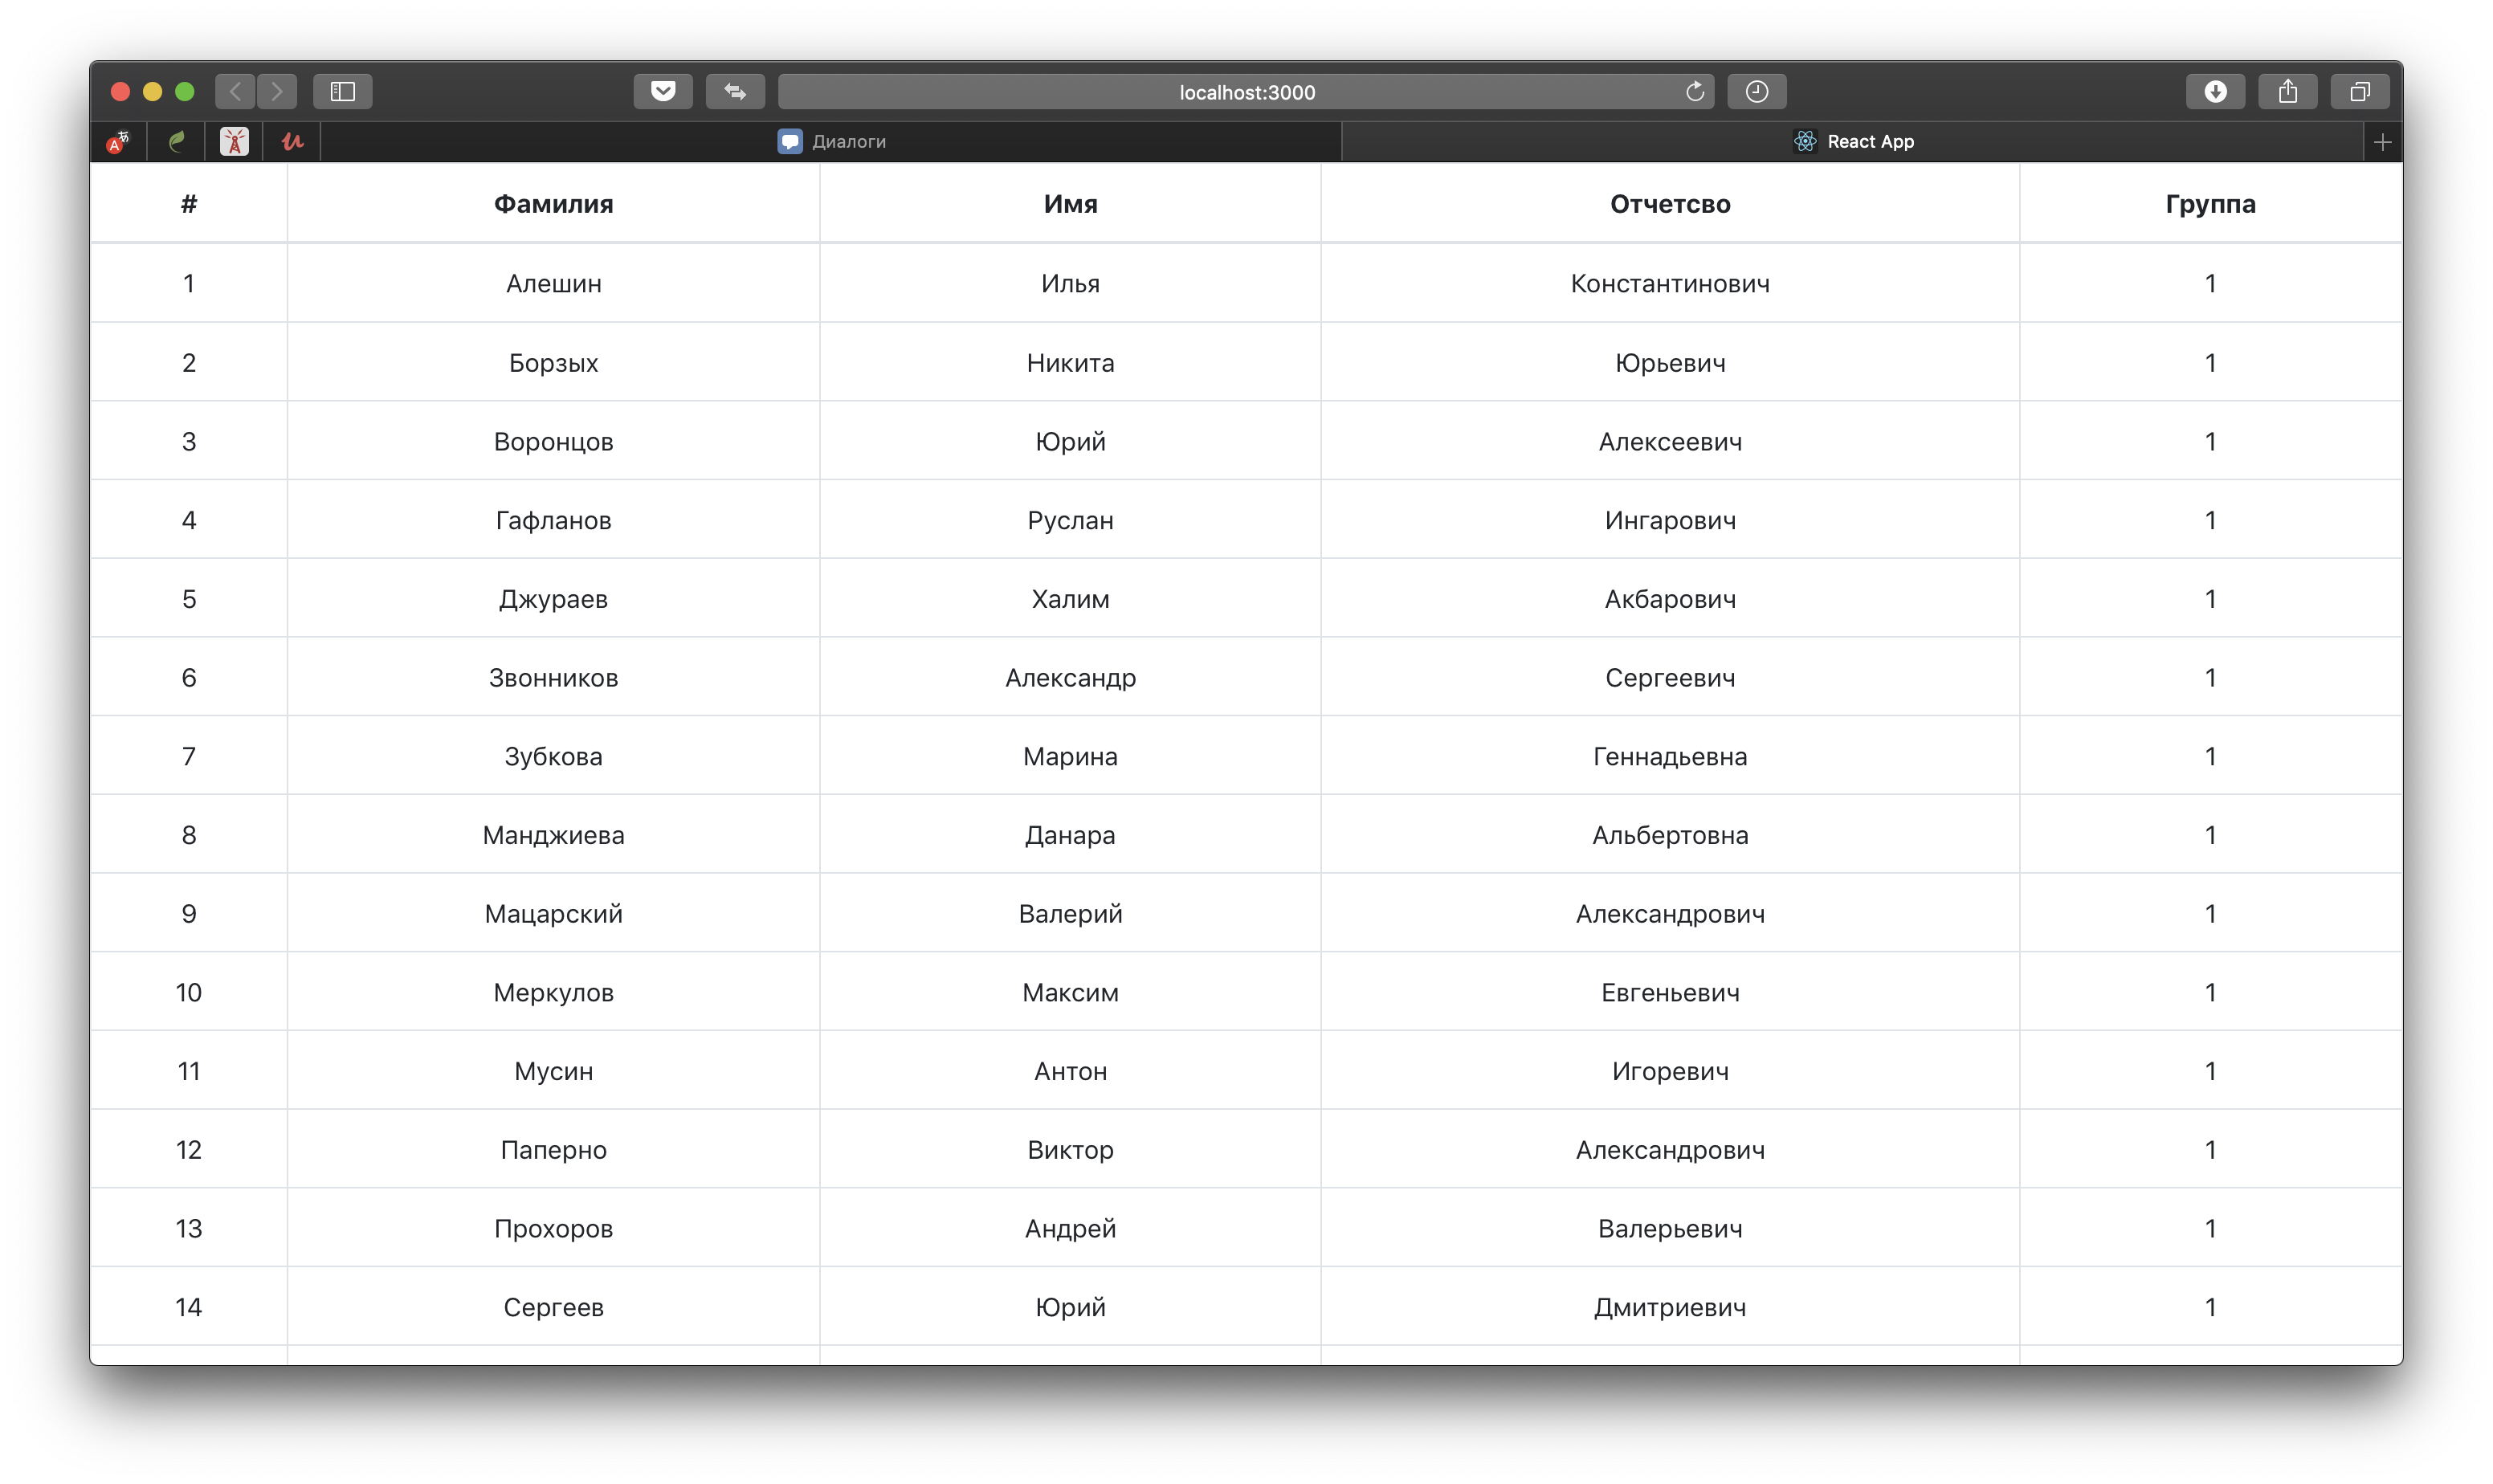 localhost:3000
Диалоги React App
# Фамилия Имя Отчетсво Группа
1 Алешин Илья Константинович 1
2 Борзых Никита Юрьевич 1
3 Воронцов Юрий Алексеевич 1
4 Гафланов Руслан Ингарович 1
5 Джураев Халим Акбарович 1
6 Звонников Александр Сергеевич 1
7 Зубкова Марина Геннадьевна 1
8 Манджиева Данара Альбертовна 1
9 Мацарский Валерий Александрович 1
10 Меркулов Максим Евгеньевич 1
11 Мусин Антон Игоревич 1
12 Паперно Виктор Александрович 1
13 Прохоров Андрей Валерьевич 1
14 Сергеев Юрий Дмитриевич 1